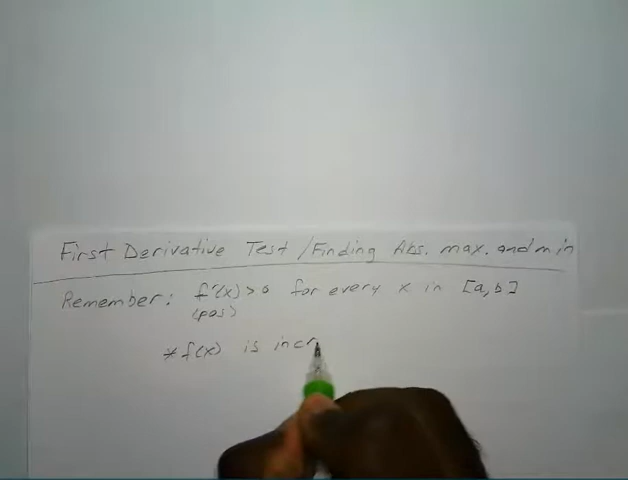 First Derivative Test / Finding Abs. max. and min
Remember: f'(x) > 0 for every x in [a,b]
(pos)
* f(x) is incr